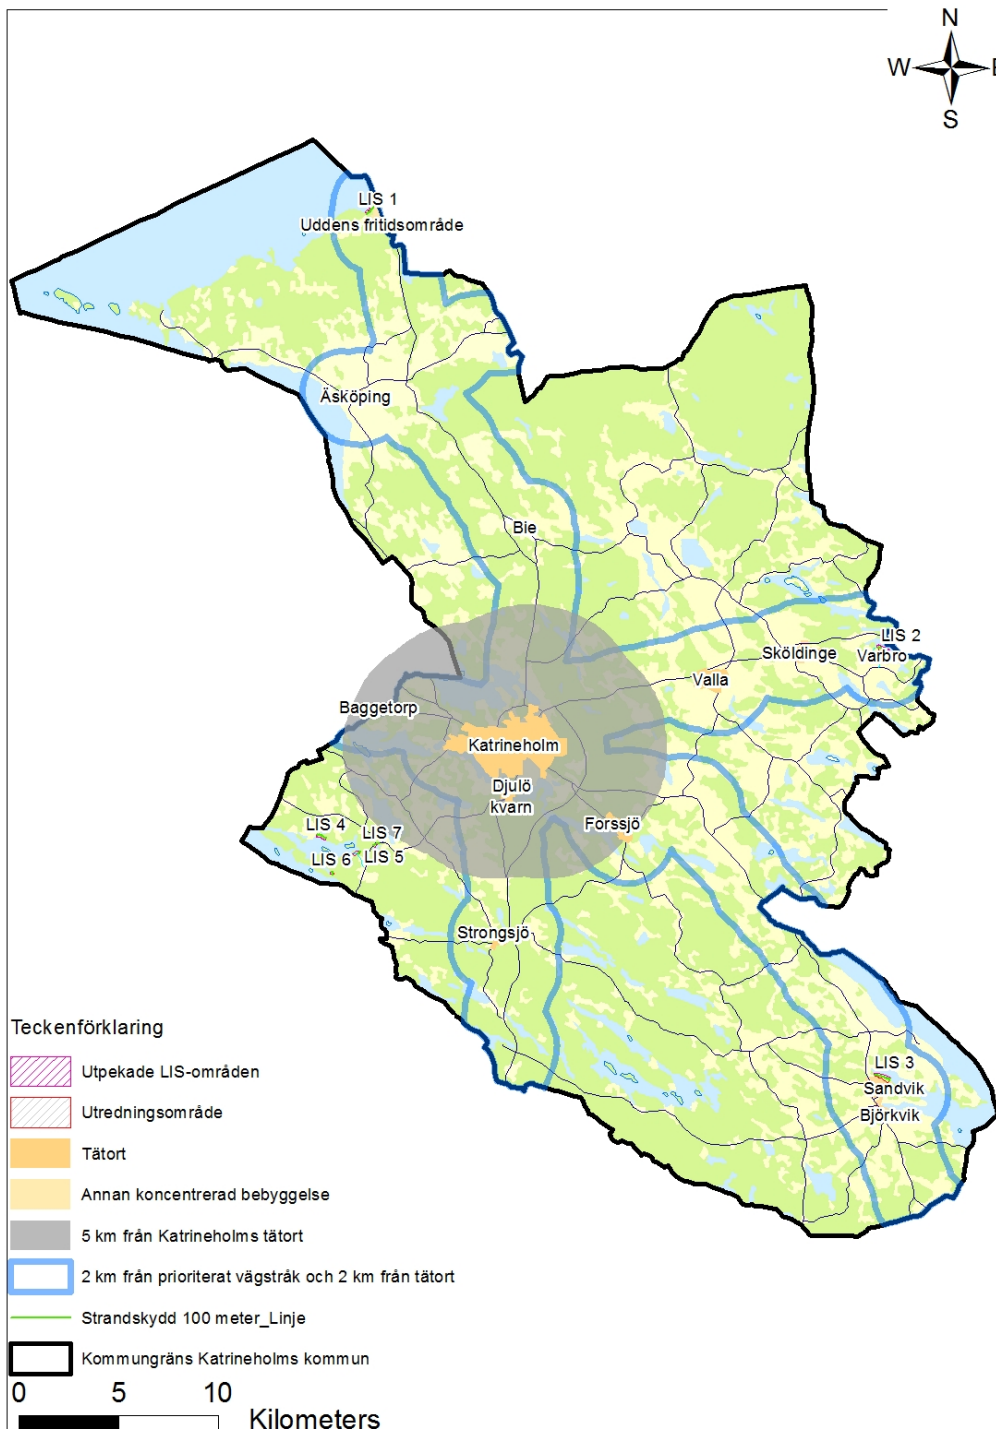 N
W E
S
LIS 1
Uddens fritidsområde
Äsköping
Bie
LIS 2
Sköldinge
Varbro
Valla
Baggetorp
Katrineholm
Djulö
kvarn
Forssjö
LIS 4
LIS 7
LIS 6
LIS 5
Strongsjö
LIS 3
Sandvik
Björkvik
Teckenförklaring
Utpekade LIS-områden
Utredningsområde
Tätort
Annan koncentrerad bebyggelse
5 km från Katrineholms tätort
2 km från prioriterat vägstråk och 2 km från tätort
Strandskydd 100 meter_Linje
Kommungräns Katrineholms kommun
0 5 10
Kilometers